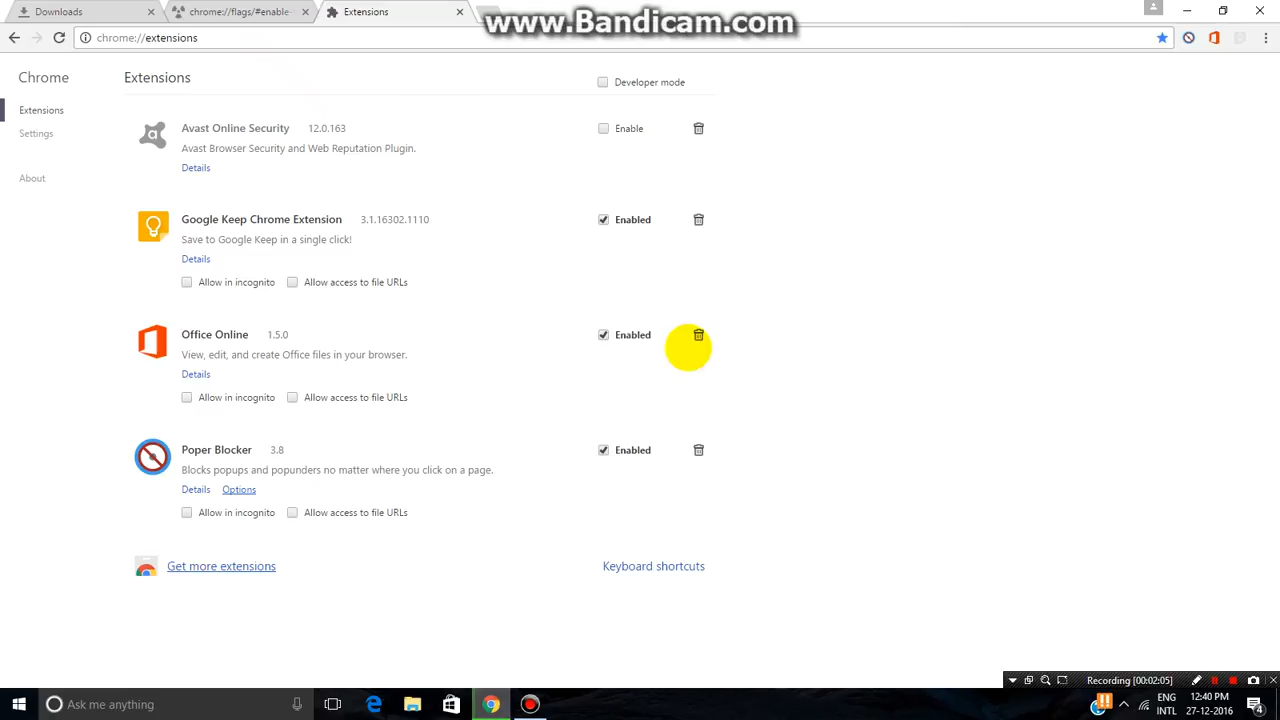 Downloads
chrome://flags/#enable-
Extensions
www.Bandicam.com
chrome://extensions
Chrome
Extensions
Settings
About
Extensions
Developer mode
Avast Online Security 12.0.163
Enable
Avast Browser Security and Web Reputation Plugin.
Details
Google Keep Chrome Extension 3.1.16302.1110
Enabled
Save to Google Keep in a single click!
Details
Allow in incognito Allow access to file URLs
Office Online 1.5.0
Enabled
View, edit, and create Office files in your browser.
Details
Allow in incognito Allow access to file URLs
Poper Blocker 3.8
Enabled
Blocks popups and popunders no matter where you click on a page.
Details Options
Allow in incognito Allow access to file URLs
Get more extensions
Keyboard shortcuts
Recording [00:02:05]
Ask me anything
ENG
INTL
12:40 PM
27-12-2016